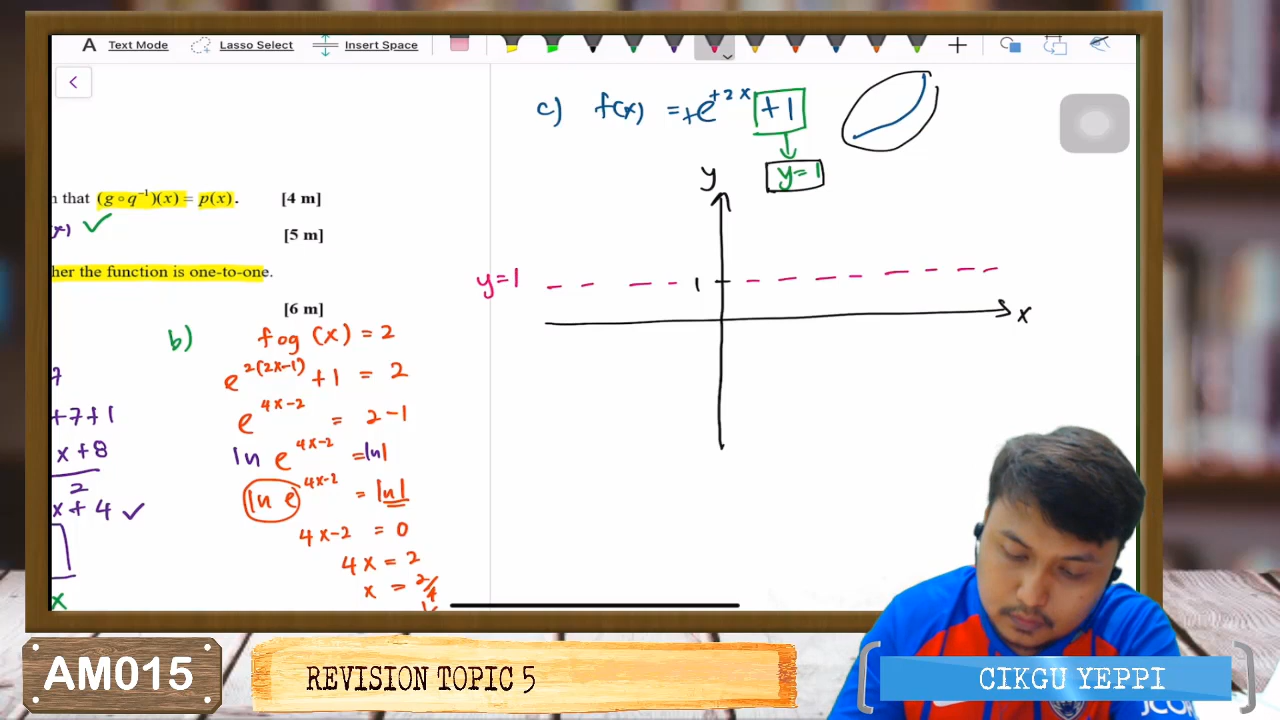 A Text Mode Lasso Select Insert Space
that (g ∘ q⁻¹)(x) = p(x). [4 m]
[5 m]
her the function is one-to-one.
[6 m]
7
+7+1
x+8
2
x+4 ✓
x
b) fog (x) = 2
e^2(2x-1) + 1 = 2
e^4x-2 = 2-1
ln e^4x-2 = ln1
ln e^4x-2 = ln1
4x-2 = 0
4x = 2
x = 2/4
c) f(x) = +e^+2x +1
y=1
y
y=1
1
x
AM015
REVISION TOPIC 5
CIKGU YEPPI